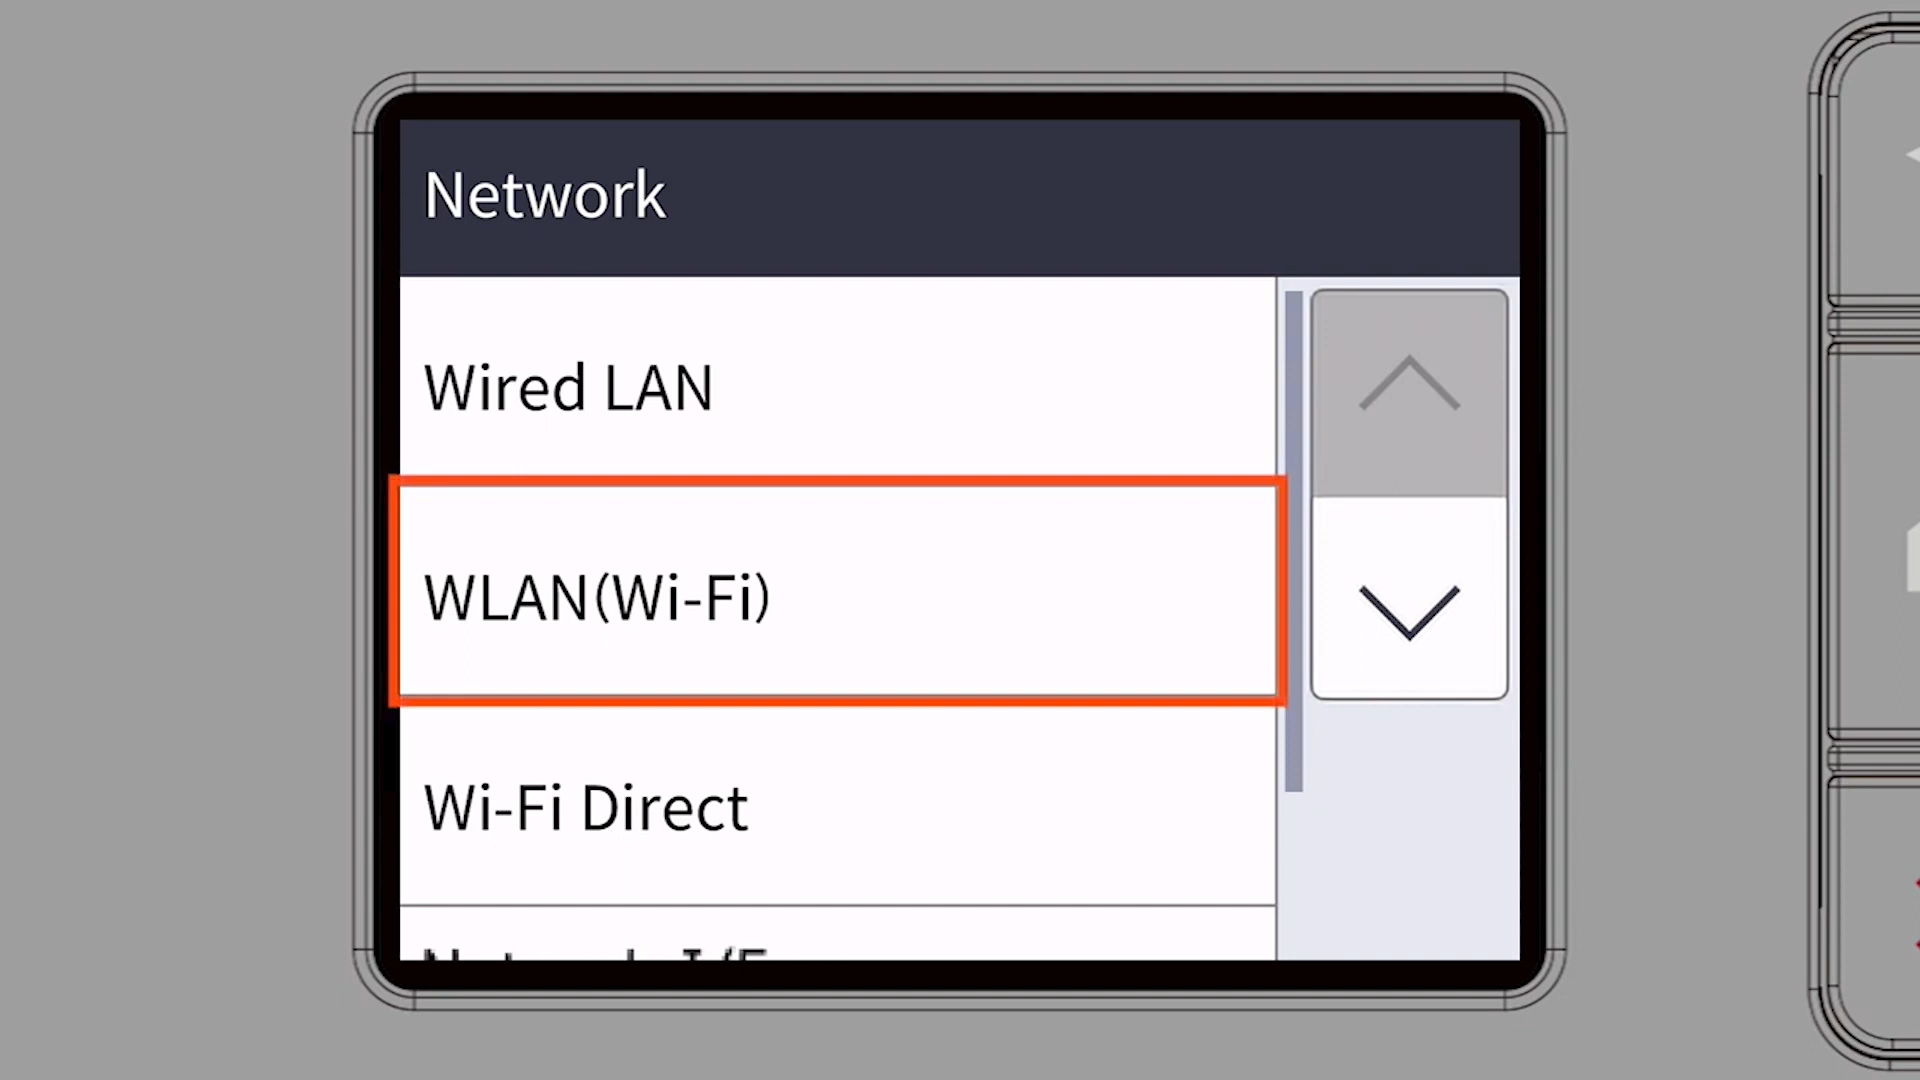 Network
Wired LAN
WLAN(Wi-Fi)
Wi-Fi Direct